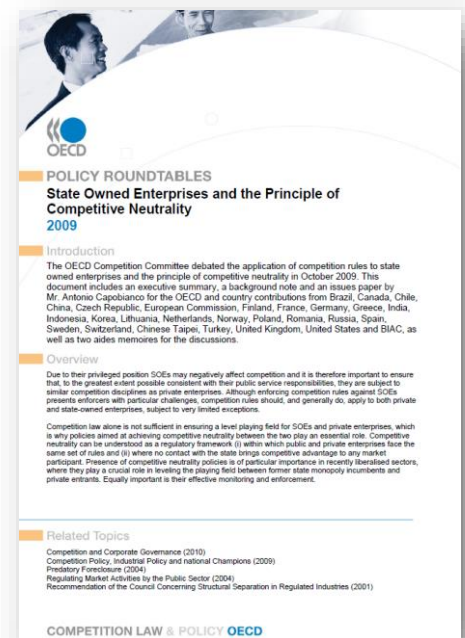 OECD
POLICY ROUNDTABLES
State Owned Enterprises and the Principle of
Competitive Neutrality
2009
Introduction
The OECD Competition Committee debated the application of competition rules to state
owned enterprises and the principle of competitive neutrality in October 2009. This
document includes an executive summary, a background note and an issues paper by
Mr. Antonio Capobianco for the OECD and country contributions from Brazil, Canada, Chile,
China, Czech Republic, European Commission, Finland, France, Germany, Greece, India,
Indonesia, Korea, Lithuania, Netherlands, Norway, Poland, Romania, Russia, Spain,
Sweden, Switzerland, Chinese Taipei, Turkey, United Kingdom, United States and BIAC, as
well as two aides memoires for the discussions.
Overview
Due to their privileged position SOEs may negatively affect competition and it is therefore important to ensure
that, to the greatest extent possible consistent with their public service responsibilities, they are subject to
similar competition disciplines as private enterprises. Although enforcing competition rules against SOEs
presents enforcers with particular challenges, competition rules should, and generally do, apply to both private
and state-owned enterprises, subject to very limited exceptions.
Competition law alone is not sufficient in ensuring a level playing field for SOEs and private enterprises, which
is why policies aimed at achieving competitive neutrality between the two play an essential role. Competitive
neutrality can be understood as a regulatory framework (i) within which public and private enterprises face the
same set of rules and (ii) where no contact with the state brings competitive advantage to any market
participant. Presence of competitive neutrality policies is of particular importance in recently liberalised sectors,
where they play a crucial role in leveling the playing field between former state monopoly incumbents and
private entrants. Equally important is their effective monitoring and enforcement.
Related Topics
Competition and Corporate Governance (2010)
Competition Policy, Industrial Policy and national Champions (2009)
Predatory Foreclosure (2004)
Regulating Market Activities by the Public Sector (2004)
Recommendation of the Council Concerning Structural Separation in Regulated Industries (2001)
COMPETITION LAW & POLICY OECD